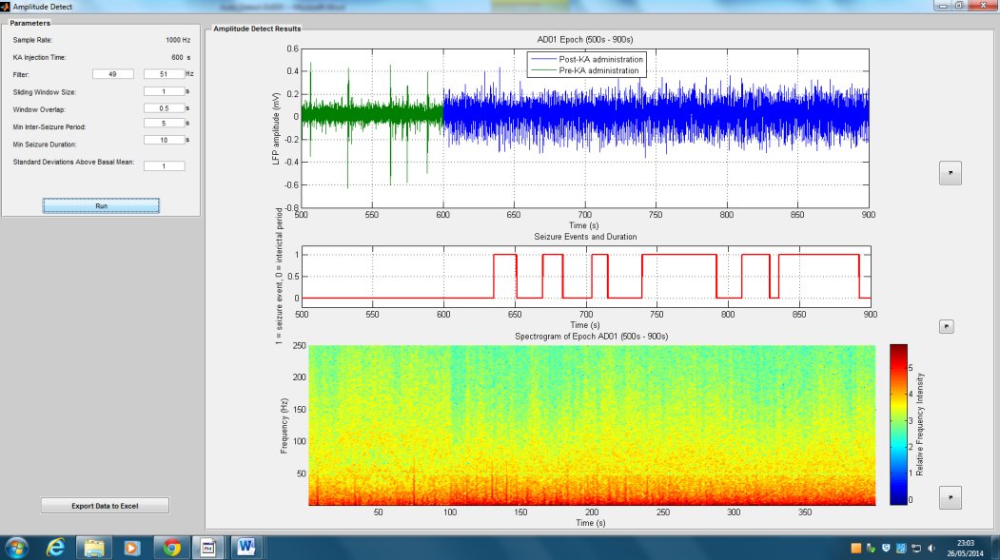 Amplitude Detect
Parameters
Sample Rate: 1000 Hz
KA Injection Time: 600 s
Filter: 49 51 Hz
Sliding Window Size: 1 s
Window Overlap: 0.5 s
Min Inter-Seizure Period: 5 s
Min Seizure Duration: 10 s
Standard Deviations Above Basal Mean: 1
Run
Export Data to Excel
Amplitude Detect Results
AD01 Epoch (500s - 900s)
Post-KA administration
Pre-KA administration
LFP amplitude (mV)
0.6
0.4
0.2
0
-0.2
-0.4
-0.6
-0.8
500 550 600 650 700 750 800 850 900
Time (s)
Seizure Events and Duration
1 = seizure event, 0 = interictal period
1
0.5
0
500 550 600 650 700 750 800 850 900
Time (s)
Spectrogram of Epoch AD01 (500s - 900s)
Frequency (Hz)
250
200
150
100
50
50 100 150 200 250 300 350
Time (s)
5
4
3
2
1
0
Relative Frequency Intensity
23:03
26/05/2014